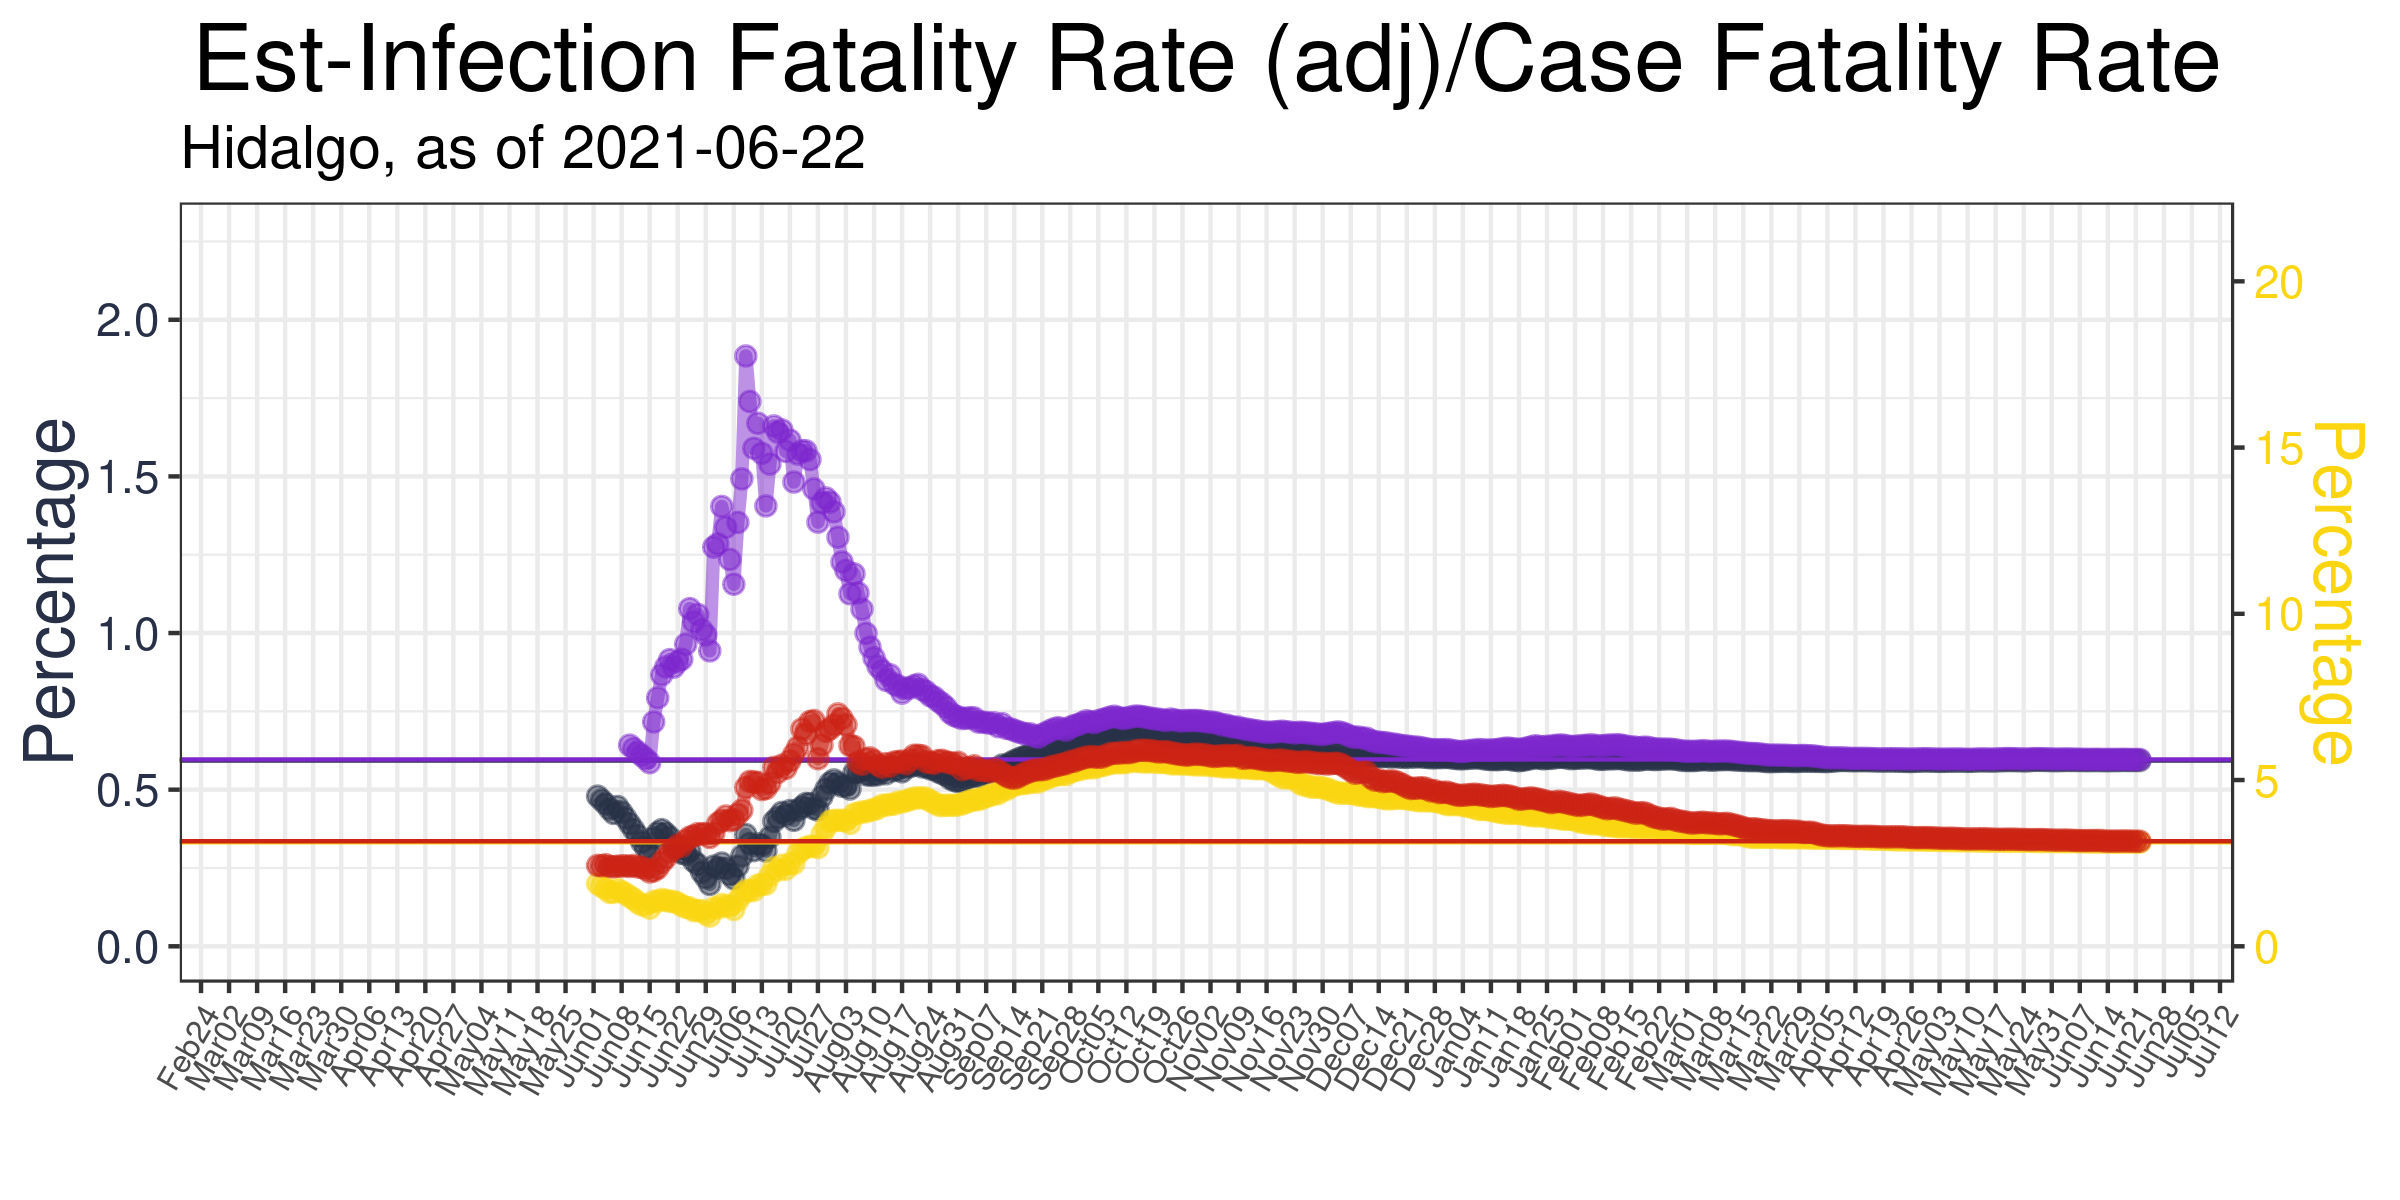 Est-Infection Fatality Rate (adj)/Case Fatality Rate
Hidalgo, as of 2021-06-22
Percentage
2.0
1.5
1.0
0.5
0.0
20
15
10
5
0
Percentage
Feb24
Mar02
Mar09
Mar16
Mar23
Mar30
Apr06
Apr13
Apr20
Apr27
May04
May11
May18
May25
Jun01
Jun08
Jun15
Jun22
Jun29
Jul06
Jul13
Jul20
Jul27
Aug03
Aug10
Aug17
Aug24
Aug31
Sep07
Sep14
Sep21
Sep28
Oct05
Oct12
Oct19
Oct26
Nov02
Nov09
Nov16
Nov23
Nov30
Dec07
Dec14
Dec21
Dec28
Jan04
Jan11
Jan18
Jan25
Feb01
Feb08
Feb15
Feb22
Mar01
Mar08
Mar15
Mar22
Mar29
Apr05
Apr12
Apr19
Apr26
May03
May10
May17
May24
May31
Jun07
Jun14
Jun21
Jun28
Jul05
Jul12